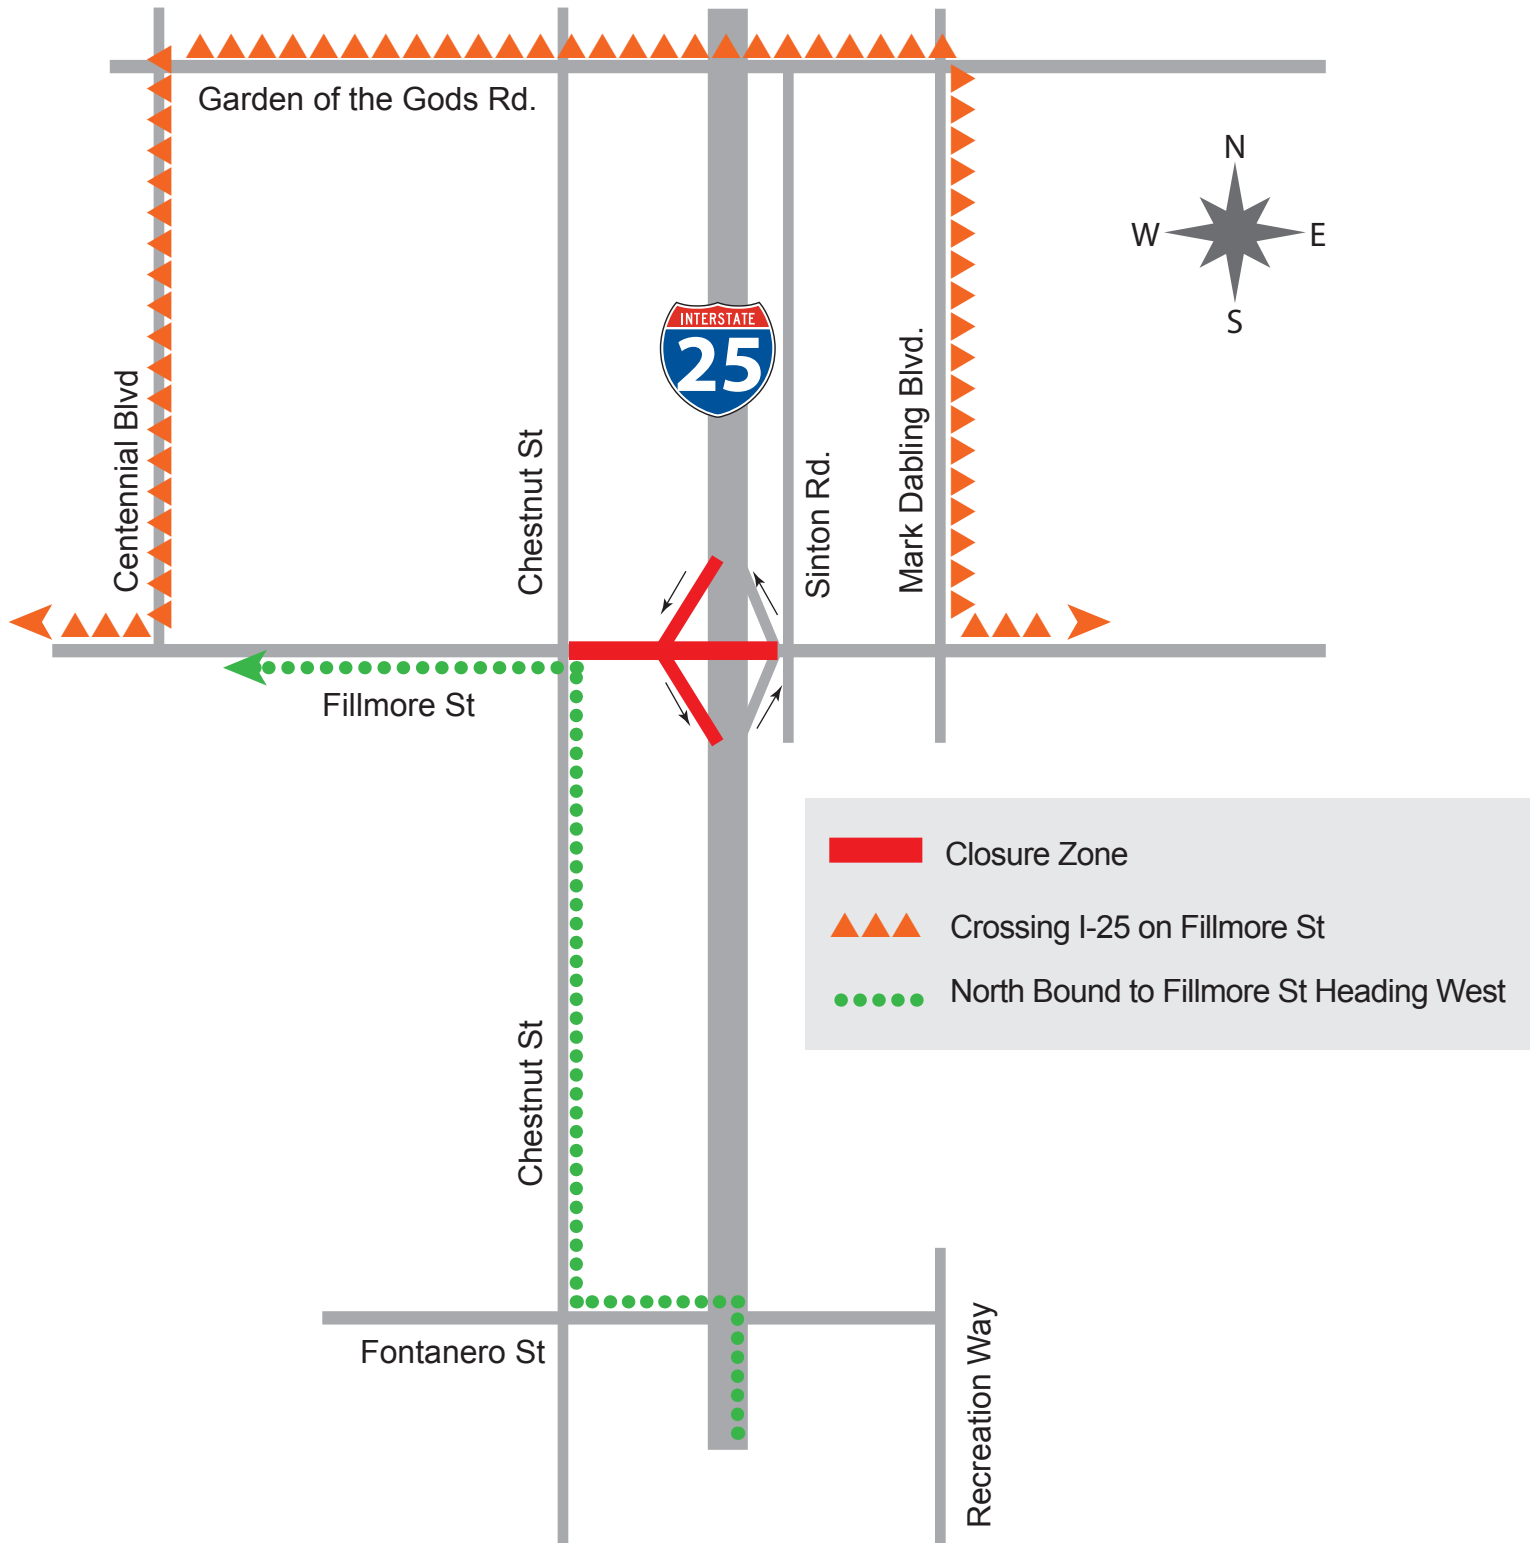 Garden of the Gods Rd.
N
W
E
S
INTERSTATE
25
Centennial Blvd
Chestnut St
Sinton Rd.
Mark Dabling Blvd.
Fillmore St
Closure Zone
Crossing I-25 on Fillmore St
North Bound to Fillmore St Heading West
Chestnut St
Fontanero St
Recreation Way